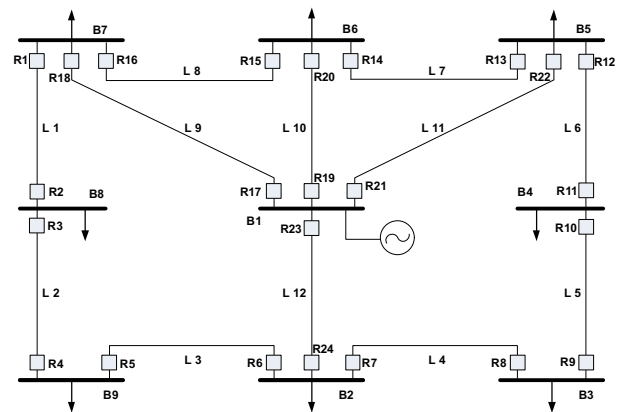 B7 B6 B5
R1 R18 R16 R15 R20 R14 R13 R22 R12
L 8 L 7
L 1 L 9 L 10 L 11 L 6
R2 B8 R17 R19 R21 B4 R11
R3 B1 R23 R10
L 2 L 12 L 5
R4 R5 L 3 R6 R24 R7 L 4 R8 R9
B9 B2 B3